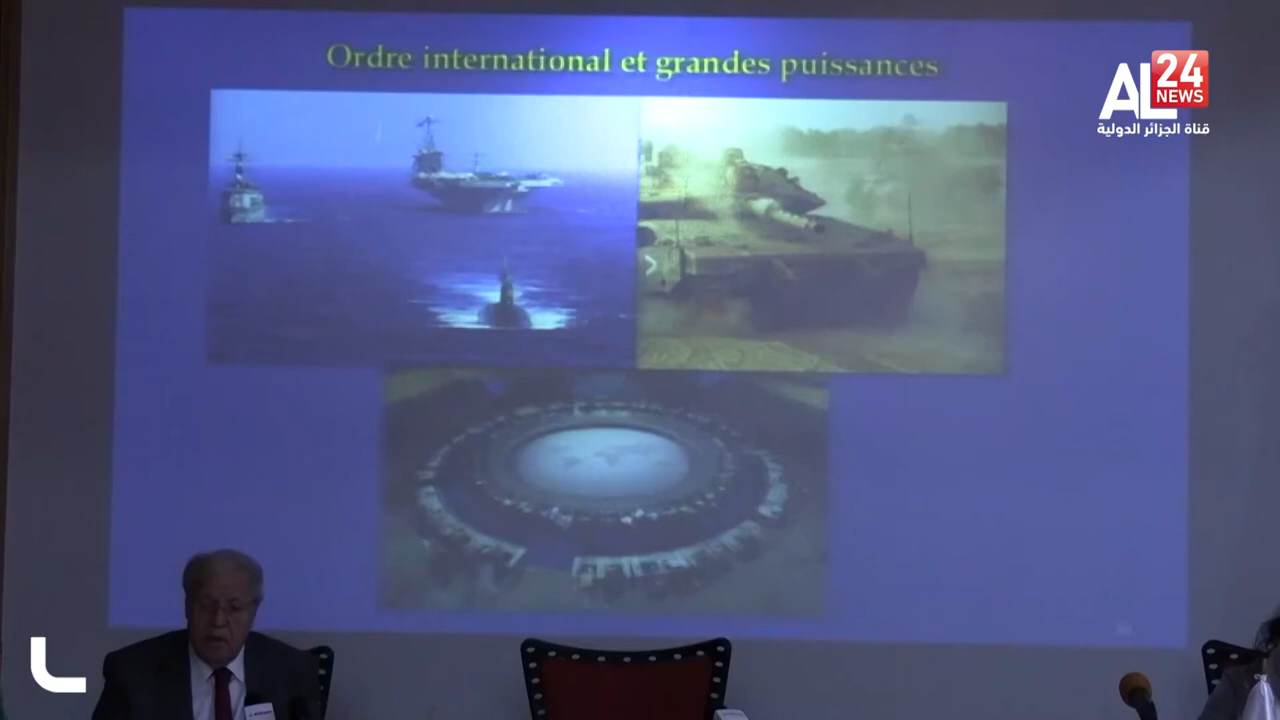 Ordre international et grandes puissances
AL
24
NEWS
قناة الجزائر الدولية